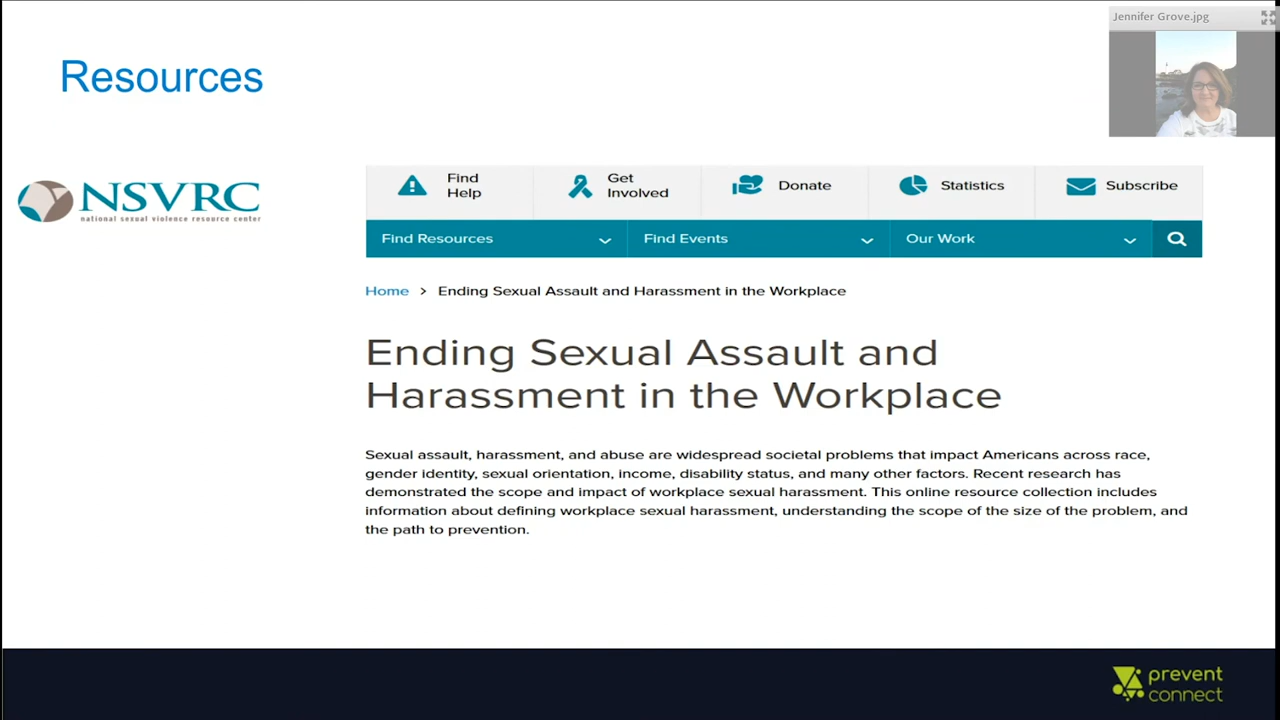 Jennifer Grove.jpg
Resources
NSVRC
national sexual violence resource center
Find
Help
Get
Involved
Donate
Statistics
Subscribe
Find Resources
Find Events
Our Work
Home > Ending Sexual Assault and Harassment in the Workplace
Ending Sexual Assault and
Harassment in the Workplace
Sexual assault, harassment, and abuse are widespread societal problems that impact Americans across race,
gender identity, sexual orientation, income, disability status, and many other factors. Recent research has
demonstrated the scope and impact of workplace sexual harassment. This online resource collection includes
information about defining workplace sexual harassment, understanding the scope of the size of the problem, and
the path to prevention.
prevent
connect